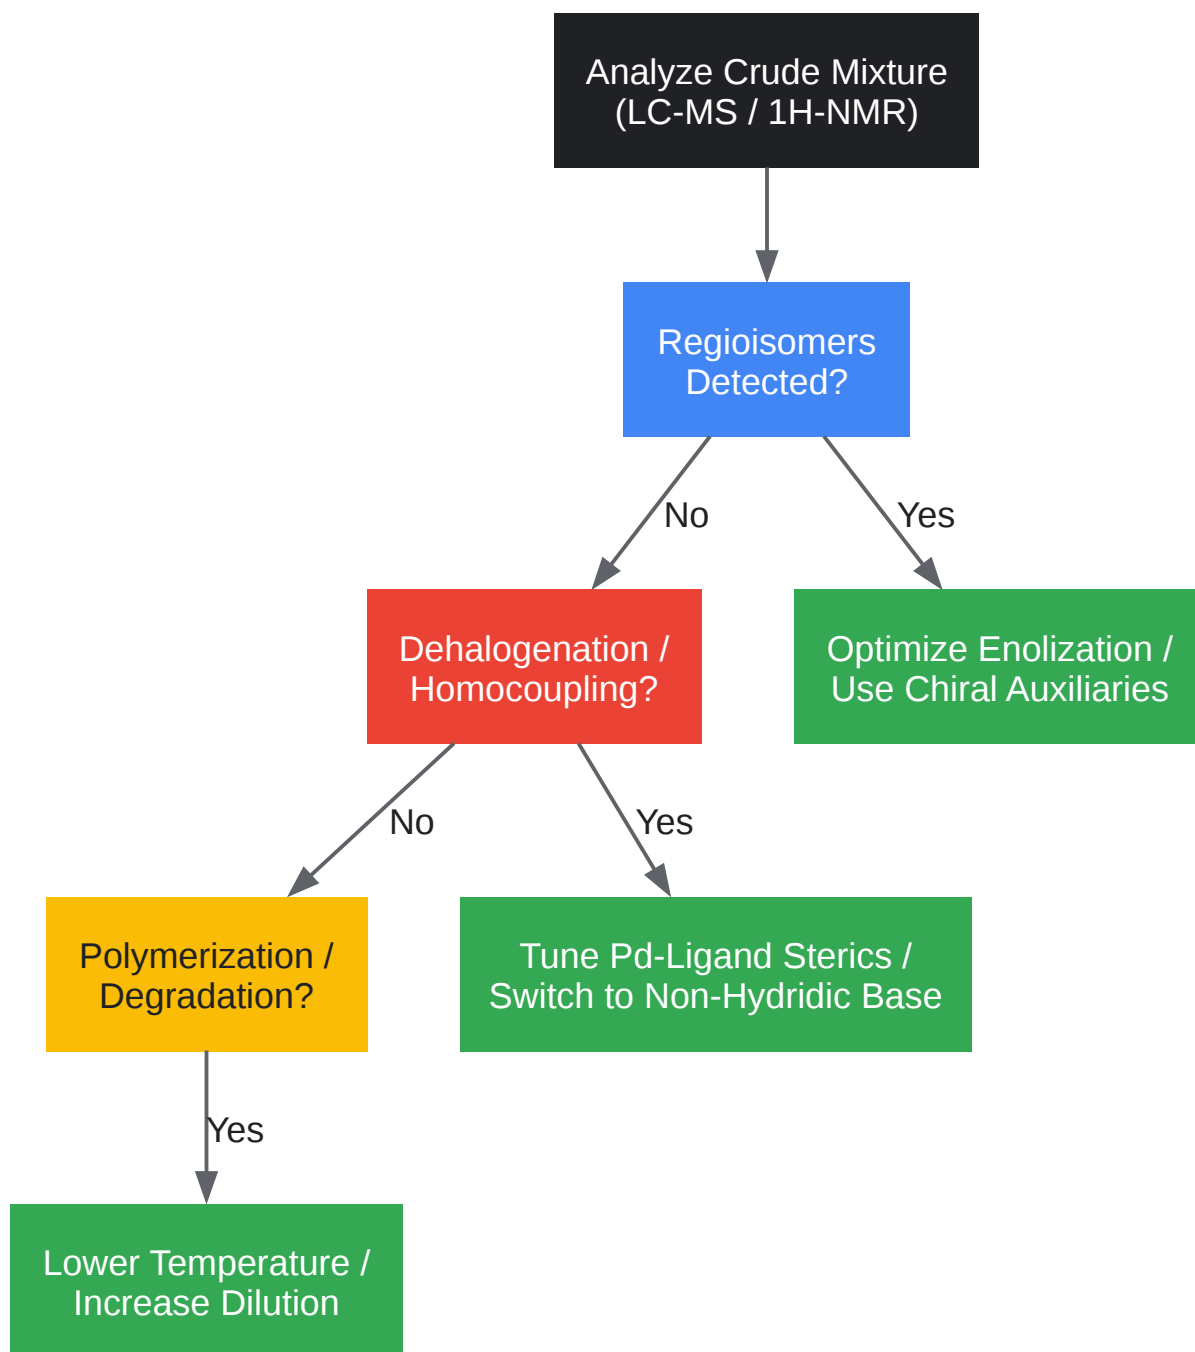 Analyze Crude Mixture
(LC-MS / 1H-NMR)
Regioisomers
Detected?
No
Yes
Dehalogenation /
Homocoupling?
Optimize Enolization /
Use Chiral Auxiliaries
No
Yes
Polymerization /
Degradation?
Tune Pd-Ligand Sterics /
Switch to Non-Hydridic Base
Yes
Lower Temperature /
Increase Dilution